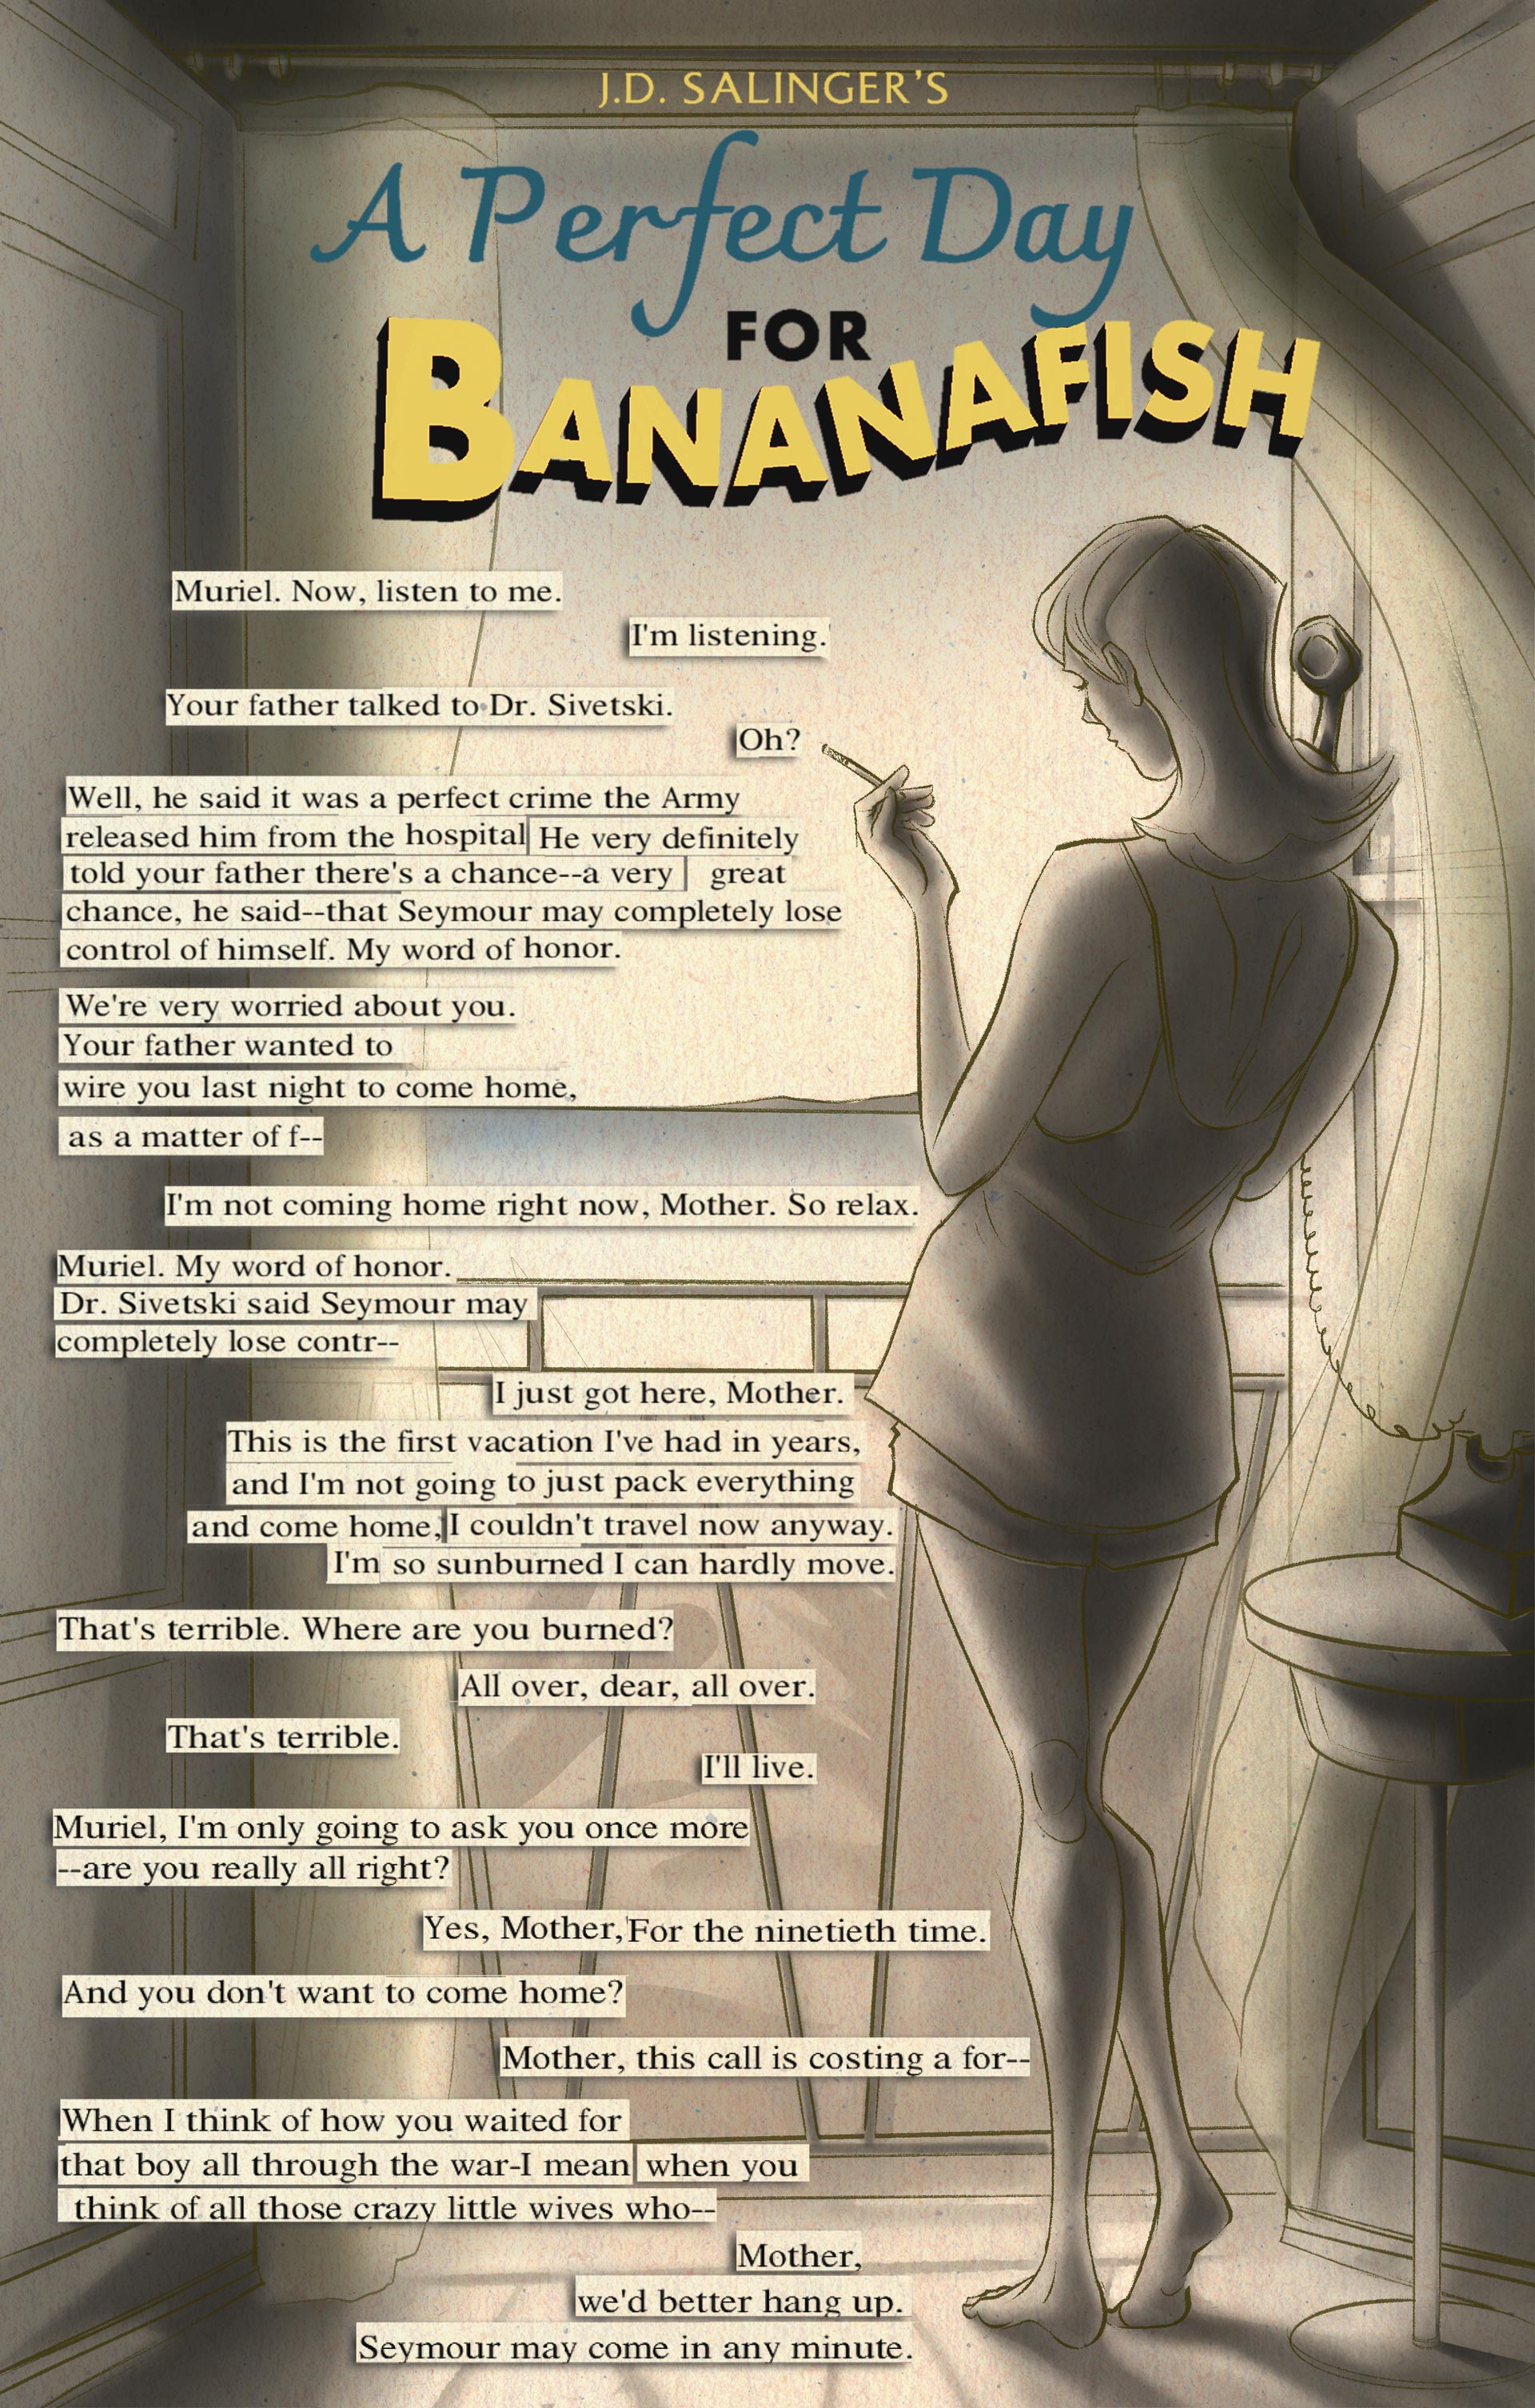 J.D. SALINGER'S
A Perfect Day
FOR
BANANAFISH
Muriel. Now, listen to me.
I'm listening.'
Your father talked to Dr. Sivetski.
Oh?
Well, he said it was a perfect crime the Army
released him from the hospital He very definitely
told your father there's a chance--a very great
chance, he said--that Seymour may completely lose
control of himself. My word of honor.
We're very worried about you.
Your father wanted to
wire you last night to come home,
as a matter of f--
I'm not coming home right now, Mother. So relax.
Muriel. My word of honor.
Dr. Sivetski said Seymour may
completely lose contr--
I just got here, Mother.
This is the first vacation I've had in years,
and I'm not going to just pack everything
and come home, I couldn't travel now anyway.
I'm so sunburned I can hardly move.
That's terrible. Where are you burned?
All over, dear, all over.
That's terrible.
I'll live.
Muriel, I'm only going to ask you once more
--are you really all right?
Yes, Mother,'For the ninetieth time.
And you don't want to come home?
Mother, this call is costing a for--
When I think of how you waited for
that boy all through the war-I mean when you
think of all those crazy little wives who--
Mother,
we'd better hang up.
Seymour may come in any minute.